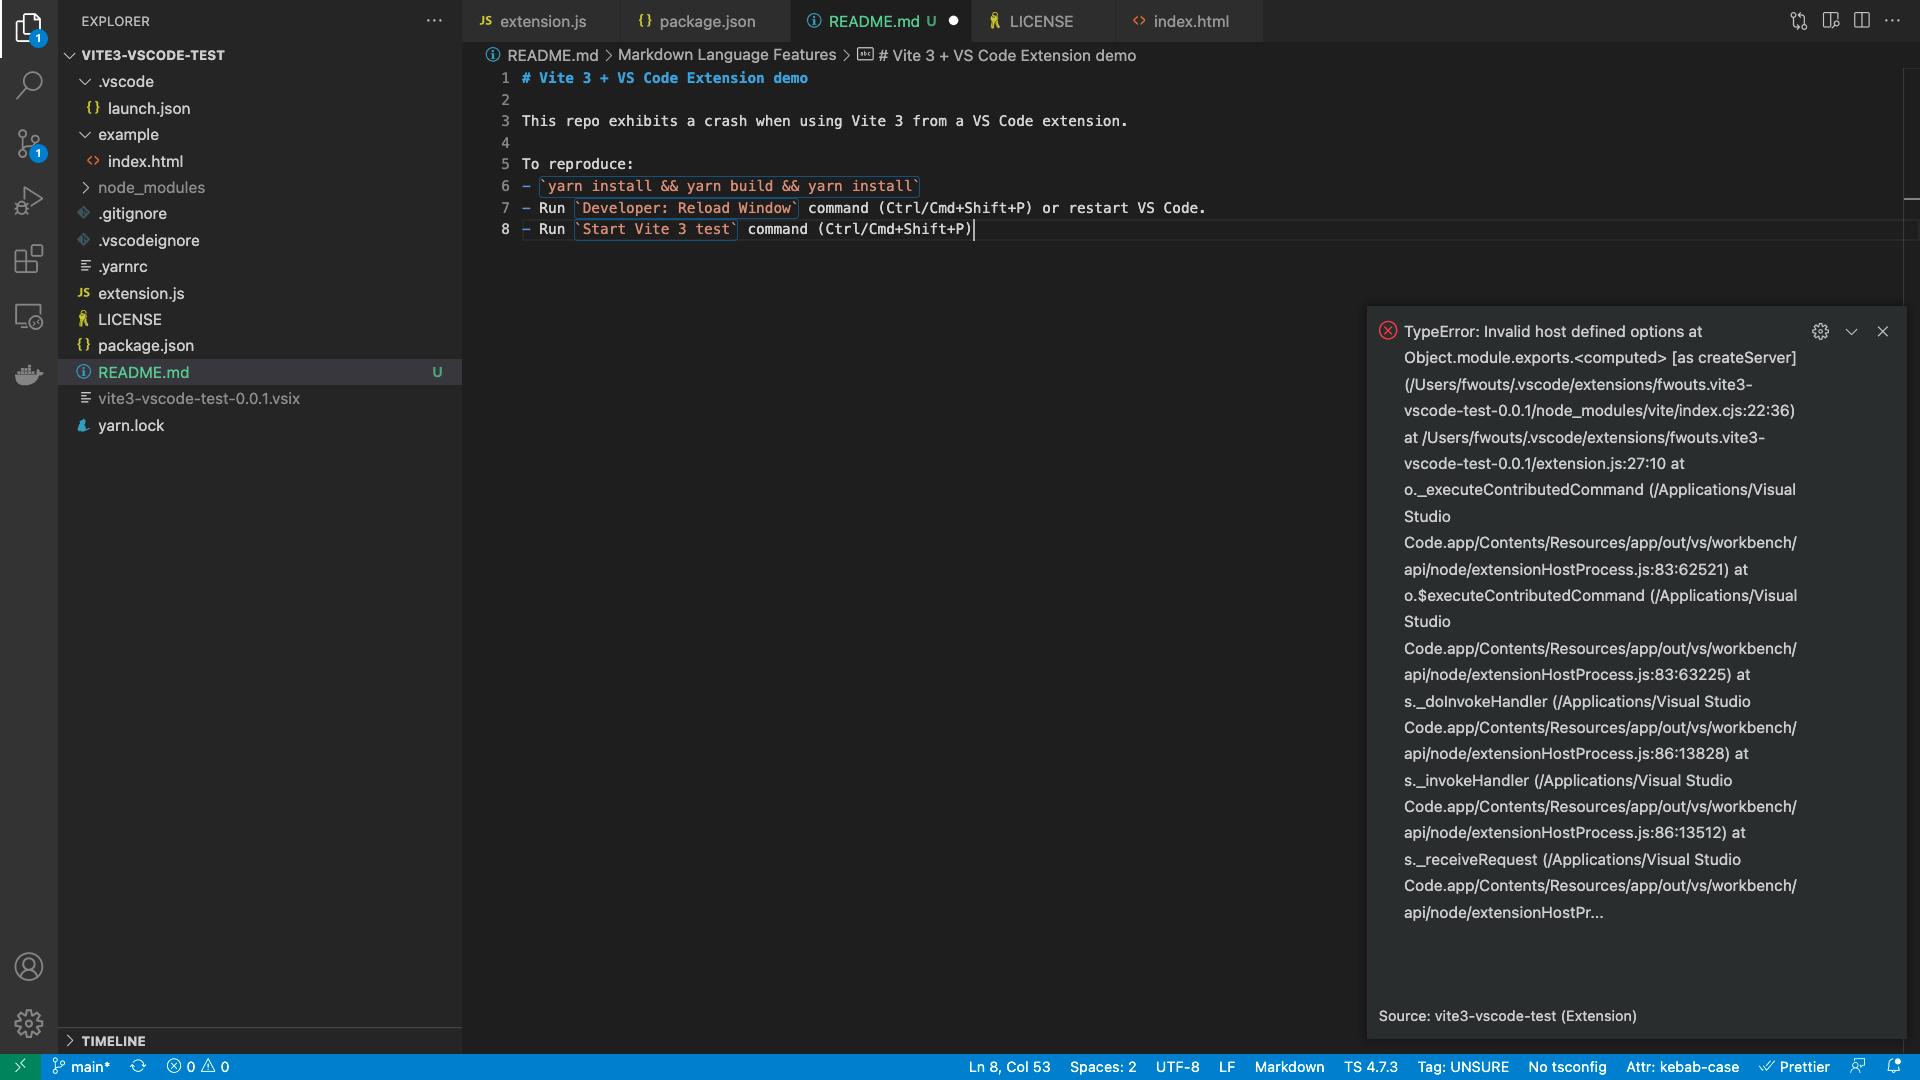 EXPLORER
VITE3-VSCODE-TEST
.vscode
{} launch.json
example
<> index.html
node_modules
.gitignore
.vscodeignore
.yarnrc
JS extension.js
LICENSE
{} package.json
README.md U
vite3-vscode-test-0.0.1.vsix
yarn.lock
TIMELINE
1
1
JS extension.js {} package.json README.md U LICENSE <> index.html
README.md > Markdown Language Features > abc # Vite 3 + VS Code Extension demo
1 # Vite 3 + VS Code Extension demo
2
3 This repo exhibits a crash when using Vite 3 from a VS Code extension.
4
5 To reproduce:
6 - `yarn install && yarn build && yarn install`
7 - Run `Developer: Reload Window` command (Ctrl/Cmd+Shift+P) or restart VS Code.
8 - Run `Start Vite 3 test` command (Ctrl/Cmd+Shift+P)
TypeError: Invalid host defined options at
Object.module.exports.<computed> [as createServer]
(/Users/fwouts/.vscode/extensions/fwouts.vite3-
vscode-test-0.0.1/node_modules/vite/index.cjs:22:36)
at /Users/fwouts/.vscode/extensions/fwouts.vite3-
vscode-test-0.0.1/extension.js:27:10 at
o._executeContributedCommand (/Applications/Visual
Studio
Code.app/Contents/Resources/app/out/vs/workbench/
api/node/extensionHostProcess.js:83:62521) at
o.$executeContributedCommand (/Applications/Visual
Studio
Code.app/Contents/Resources/app/out/vs/workbench/
api/node/extensionHostProcess.js:83:63225) at
s._doInvokeHandler (/Applications/Visual Studio
Code.app/Contents/Resources/app/out/vs/workbench/
api/node/extensionHostProcess.js:86:13828) at
s._invokeHandler (/Applications/Visual Studio
Code.app/Contents/Resources/app/out/vs/workbench/
api/node/extensionHostProcess.js:86:13512) at
s._receiveRequest (/Applications/Visual Studio
Code.app/Contents/Resources/app/out/vs/workbench/
api/node/extensionHostPr...
Source: vite3-vscode-test (Extension)
main* 0 0 Ln 8, Col 53 Spaces: 2 UTF-8 LF Markdown TS 4.7.3 Tag: UNSURE No tsconfig Attr: kebab-case Prettier